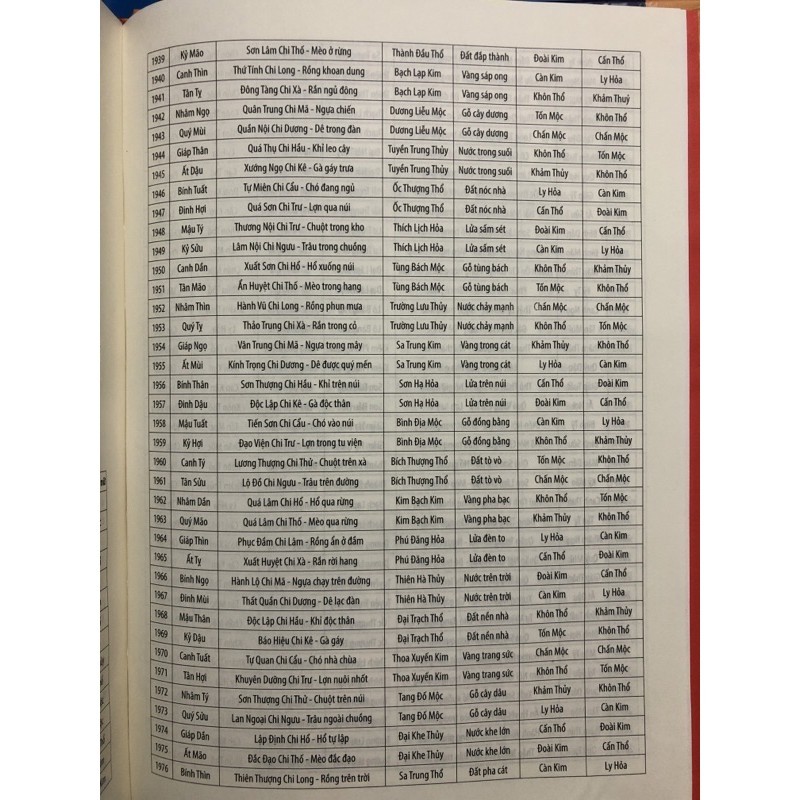 1939 Kỷ Mão Sơn Lâm Chi Thố - Mèo ở rừng Thành Đầu Thổ Đất đắp thành Đoài Kim Cấn Thổ
1940 Canh Thìn Thứ Tính Chi Long - Rồng khoan dung Bạch Lạp Kim Vàng sáp ong Càn Kim Ly Hỏa
1941 Tân Tỵ Đông Tàng Chi Xà - Rắn ngủ đông Bạch Lạp Kim Vàng sáp ong Khôn Thổ Khảm Thuỷ
1942 Nhâm Ngọ Quân Trung Chi Mã - Ngựa chiến Dương Liễu Mộc Gỗ cây dương Tốn Mộc Khôn Thổ
1943 Quý Mùi Quần Nội Chi Dương - Dê trong đàn Dương Liễu Mộc Gỗ cây dương Chấn Mộc Chấn Mộc
1944 Giáp Thân Quá Thụ Chi Hầu - Khỉ leo cây Tuyền Trung Thủy Nước trong suối Khôn Thổ Tốn Mộc
1945 Ất Dậu Xướng Ngọ Chi Kê - Gà gáy trưa Tuyền Trung Thủy Nước trong suối Khảm Thủy Khôn Thổ
1946 Bính Tuất Tự Miên Chi Cẩu - Chó đang ngủ Ốc Thượng Thổ Đất nóc nhà Ly Hỏa Càn Kim
1947 Đinh Hợi Quá Sơn Chi Trư - Lợn qua núi Ốc Thượng Thổ Đất nóc nhà Cấn Thổ Đoài Kim
1948 Mậu Tý Thương Nội Chi Trư - Chuột trong kho Thích Lịch Hỏa Lửa sấm sét Đoài Kim Cấn Thổ
1949 Kỷ Sửu Lâm Nội Chi Ngưu - Trâu trong chuồng Thích Lịch Hỏa Lửa sấm sét Càn Kim Ly Hỏa
1950 Canh Dần Xuất Sơn Chi Hổ - Hổ xuống núi Tùng Bách Mộc Gỗ tùng bách Khôn Thổ Khảm Thủy
1951 Tân Mão Ẩn Huyệt Chi Thố - Mèo trong hang Tùng Bách Mộc Gỗ tùng bách Tốn Mộc Khôn Thổ
1952 Nhâm Thìn Hành Vũ Chi Long - Rồng phun mưa Trường Lưu Thủy Nước chảy mạnh Chấn Mộc Chấn Mộc
1953 Quý Tỵ Thảo Trung Chi Xà - Rắn trong cỏ Trường Lưu Thủy Nước chảy mạnh Khôn Thổ Tốn Mộc
1954 Giáp Ngọ Vân Trung Chi Mã - Ngựa trong mây Sa Trung Kim Vàng trong cát Khảm Thủy Khôn Thổ
1955 Ất Mùi Kính Trọng Chi Dương - Dê được quý mến Sa Trung Kim Vàng trong cát Ly Hỏa Càn Kim
1956 Bính Thân Sơn Thượng Chi Hầu - Khỉ trên núi Sơn Hạ Hỏa Lửa trên núi Cấn Thổ Đoài Kim
1957 Đinh Dậu Độc Lập Chi Kê - Gà độc thân Sơn Hạ Hỏa Lửa trên núi Đoài Kim Cấn Thổ
1958 Mậu Tuất Tiến Sơn Chi Cẩu - Chó vào núi Bình Địa Mộc Gỗ đồng bằng Càn Kim Ly Hỏa
1959 Kỷ Hợi Đạo Viện Chi Trư - Lợn trong tu viện Bình Địa Mộc Gỗ đồng bằng Khôn Thổ Khảm Thủy
1960 Canh Tý Lương Thượng Chi Thử - Chuột trên xà Bích Thượng Thổ Đất tò vò Tốn Mộc Khôn Thổ
1961 Tân Sửu Lộ Đồ Chi Ngưu - Trâu trên đường Bích Thượng Thổ Đất tò vò Chấn Mộc Chấn Mộc
1962 Nhâm Dần Quá Lâm Chi Hổ - Hổ qua rừng Kim Bạch Kim Vàng pha bạc Khôn Thổ Tốn Mộc
1963 Quý Mão Quá Lâm Chi Thố - Mèo qua rừng Kim Bạch Kim Vàng pha bạc Khảm Thủy Khôn Thổ
1964 Giáp Thìn Phục Đầm Chi Lâm - Rồng ẩn ở đầm Phú Đăng Hỏa Lửa đèn to Ly Hỏa Càn Kim
1965 Ất Tỵ Xuất Huyệt Chi Xà - Rắn rời hang Phú Đăng Hỏa Lửa đèn to Cấn Thổ Đoài Kim
1966 Bính Ngọ Hành Lộ Chi Mã - Ngựa chạy trên đường Thiên Hà Thủy Nước trên trời Đoài Kim Cấn Thổ
1967 Đinh Mùi Thất Quần Chi Dương - Dê lạc đàn Thiên Hà Thủy Nước trên trời Càn Kim Ly Hỏa
1968 Mậu Thân Độc Lập Chi Hầu - Khỉ độc thân Đại Trạch Thổ Đất nền nhà Khôn Thổ Khảm Thủy
1969 Kỷ Dậu Báo Hiệu Chi Kê - Gà gáy Đại Trạch Thổ Đất nền nhà Tốn Mộc Khôn Thổ
1970 Canh Tuất Tự Quan Chi Cẩu - Chó nhà chùa Thoa Xuyến Kim Vàng trang sức Chấn Mộc Chấn Mộc
1971 Tân Hợi Khuyên Dưỡng Chi Trư - Lợn nuôi nhốt Thoa Xuyến Kim Vàng trang sức Khôn Thổ Tốn Mộc
1972 Nhâm Tý Sơn Thượng Chi Thử - Chuột trên núi Tang Đố Mộc Gỗ cây dâu Khảm Thủy Khôn Thổ
1973 Quý Sửu Lan Ngoại Chi Ngưu - Trâu ngoài chuồng Tang Đố Mộc Gỗ cây dâu Ly Hỏa Càn Kim
1974 Giáp Dần Lập Định Chi Hổ - Hổ tự lập Đại Khe Thủy Nước khe lớn Cấn Thổ Đoài Kim
1975 Ất Mão Đắc Đạo Chi Thố - Mèo đắc đạo Đại Khe Thủy Nước khe lớn Đoài Kim Cấn Thổ
1976 Bính Thìn Thiên Thượng Chi Long - Rồng trên trời Sa Trung Thổ Đất pha cát Càn Kim Ly Hỏa